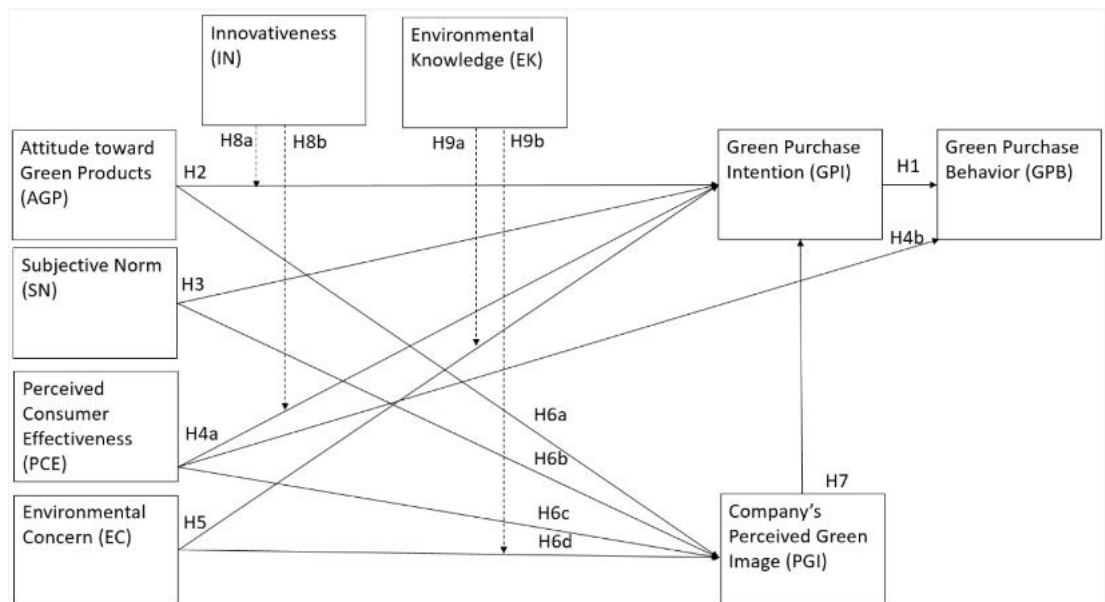 Innovativeness
(IN)
Environmental
Knowledge (EK)
H8a
H8b
H9a
H9b
Attitude toward
Green Products
(AGP)
H2
Green Purchase
Intention (GPI)
H1
Green Purchase
Behavior (GPB)
H4b
Subjective Norm
(SN)
H3
Perceived
Consumer
Effectiveness
(PCE)
H4a
H6a
H6b
H6c
H6d
H7
Environmental
Concern (EC)
H5
Company's
Perceived Green
Image (PGI)